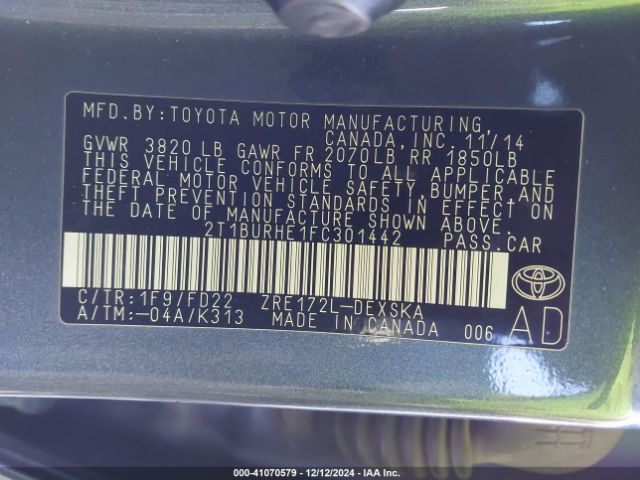 MFD.BY:TOYOTA MOTOR MANUFACTURING,
CANADA, INC. 11/14
GVWR 3820 LB GAWR FR 2070LB RR 1850LB
THIS VEHICLE CONFORMS TO ALL APPLICABLE
FEDERAL MOTOR VEHICLE SAFETY, BUMPER, AND
THEFT PREVENTION STANDARDS IN EFFECT ON
THE DATE OF MANUFACTURE SHOWN ABOVE.
2T1BURHE1FC301442 PASS.CAR
C/TR:1F9/FD22 ZRE172L-DEXSKA
A/TM:-04A/K313 MADE IN CANADA 006
AD
000-41070579 - 12/12/2024 - IAA Inc.